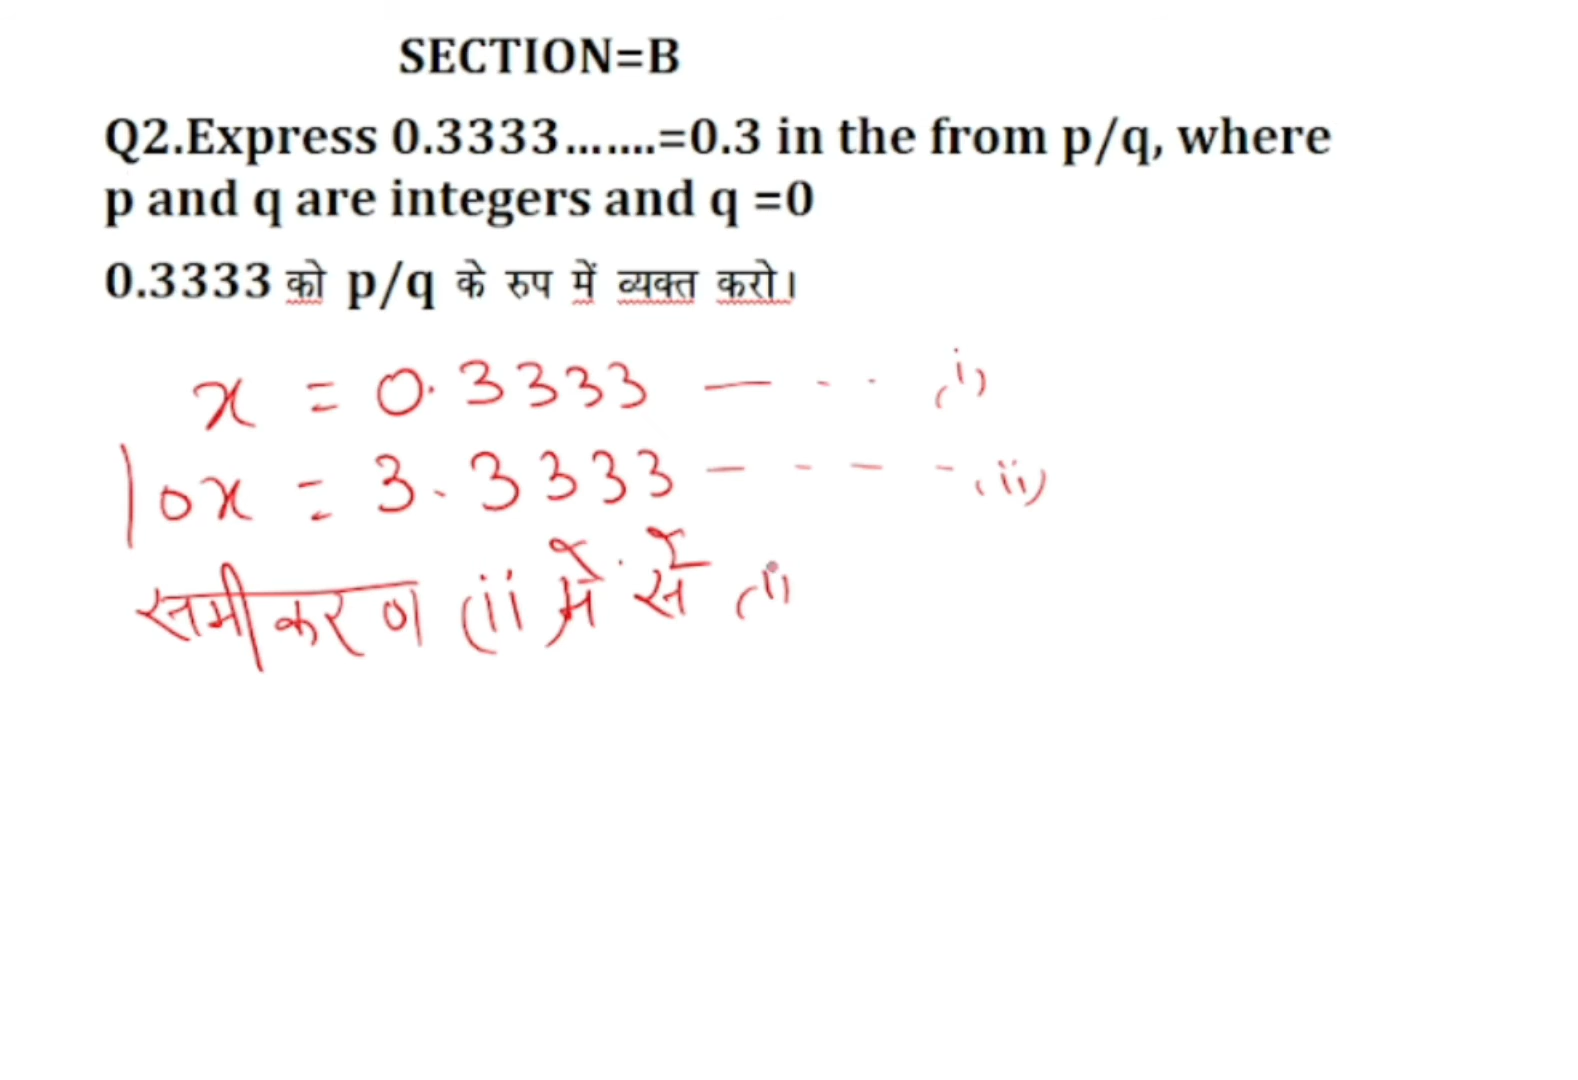 SECTION=B
Q2.Express 0.3333.......=0.3 in the from p/q, where
p and q are integers and q =0
0.3333 को p/q के रुप में व्यक्त करो।
x = 0.3333 — - - - (i)
10x = 3.3333 - - - - (ii)
समीकरण (ii) में से (i)